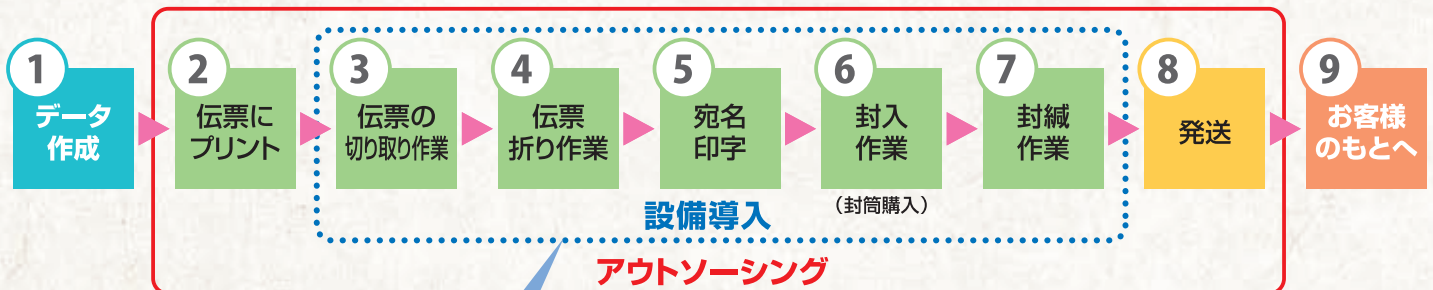 1
データ
作成
2
伝票に
プリント
3
伝票の
切り取り作業
4
伝票
折り作業
5
宛名
印字
6
封入
作業
(封筒購入)
7
封緘
作業
8
発送
9
お客様
のもとへ
設備導入
アウトソーシング